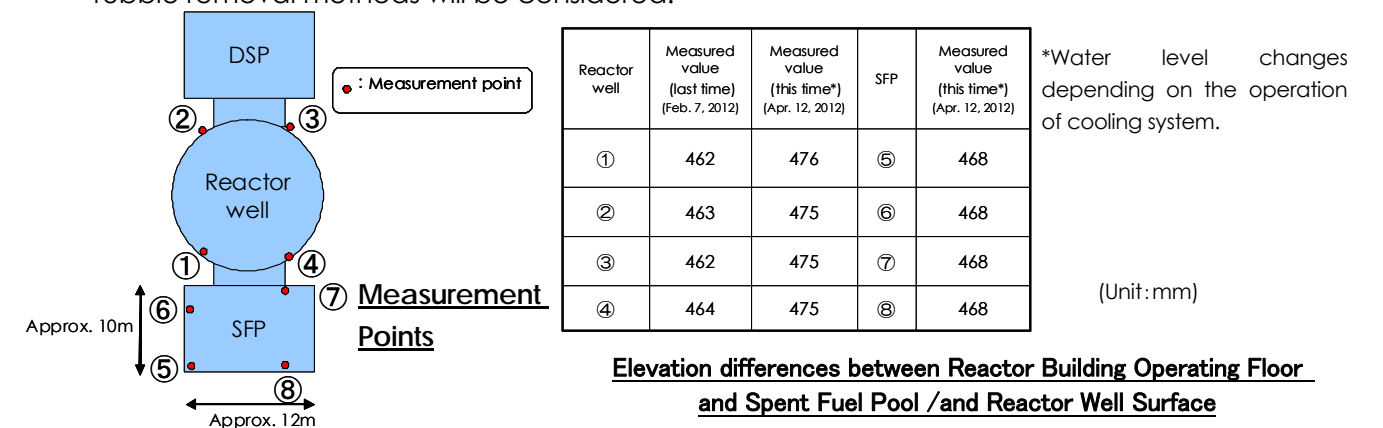 rubble removal methods will be considered.
DSP
: Measurement point
②
③
Reactor
well
①
④
⑦
⑥
SFP
Approx. 10m
⑤
⑧
Approx. 12m
Measurement
Points
Reactor well | Measured value (last time) (Feb. 7, 2012) | Measured value (this time*) (Apr. 12, 2012) | SFP | Measured value (this time*) (Apr. 12, 2012)
① 462 476 ⑤ 468
② 463 475 ⑥ 468
③ 462 475 ⑦ 468
④ 464 475 ⑧ 468
*Water level changes
depending on the operation
of cooling system.
(Unit:mm)
Elevation differences between Reactor Building Operating Floor
and Spent Fuel Pool /and Reactor Well Surface